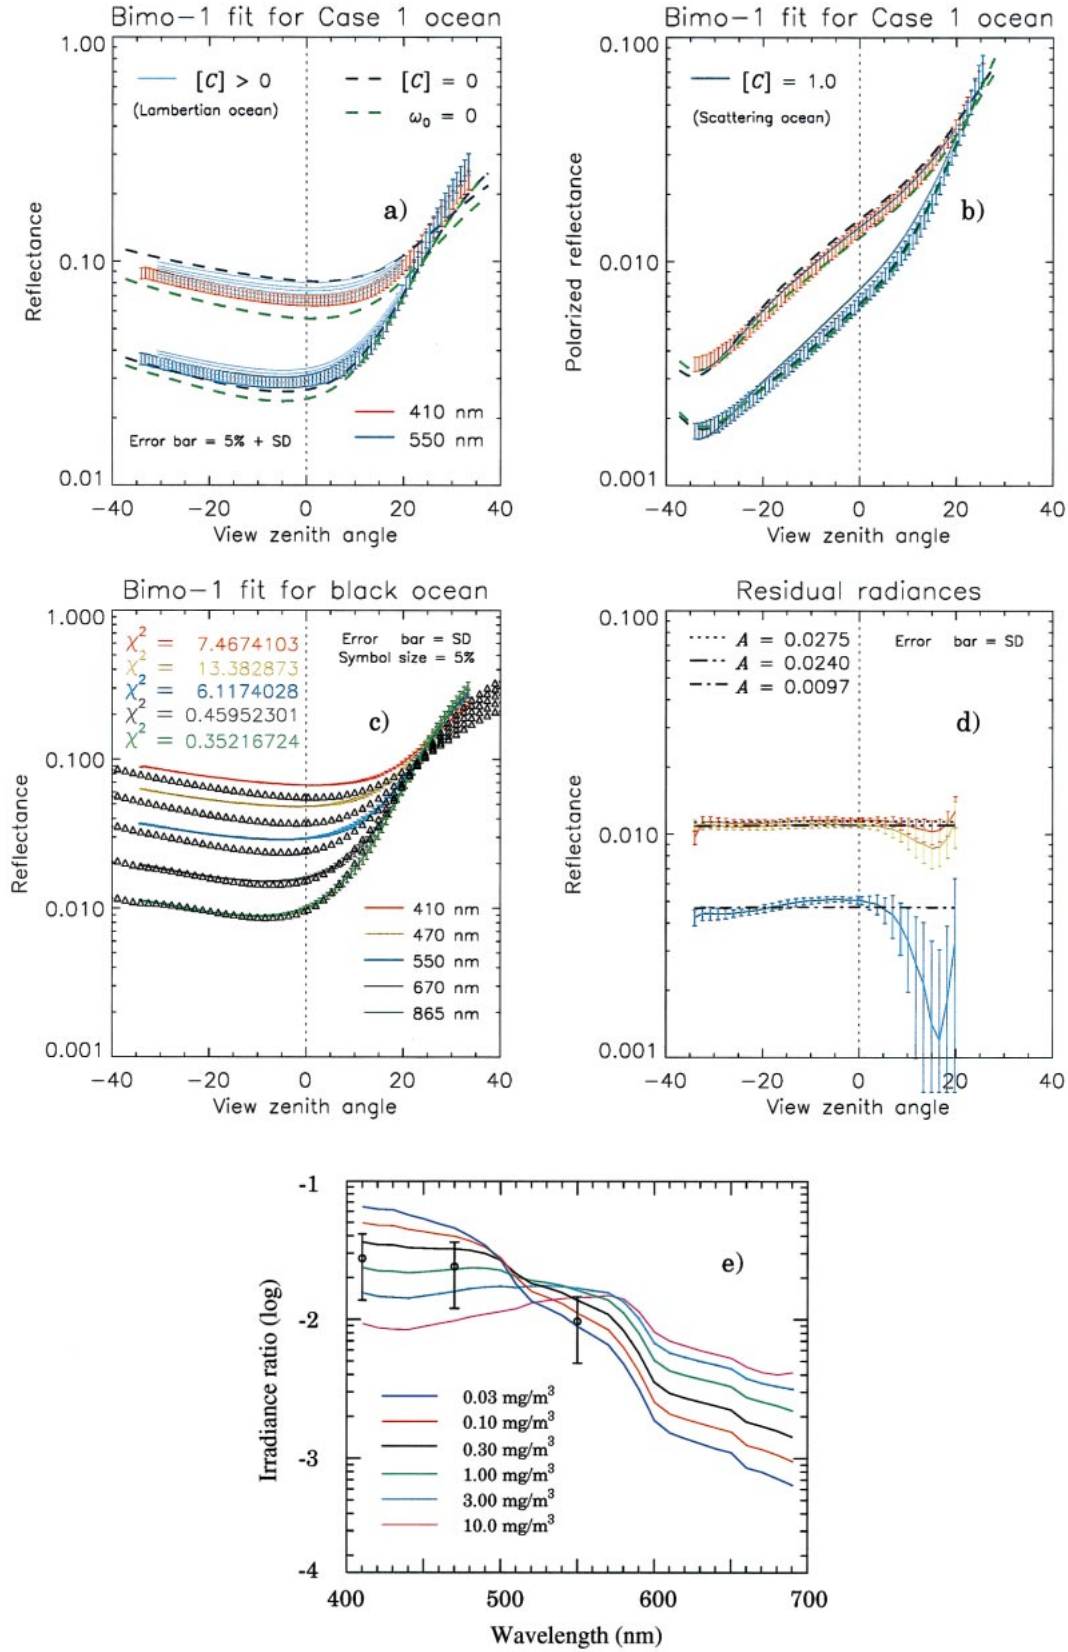 Bimo-1 fit for Case 1 ocean
1.00
0.10
0.01
Reflectance
[C] > 0
(Lambertian ocean)
[C] = 0
ω₀ = 0
a)
410 nm
550 nm
Error bar = 5% + SD
-40 -20 0 20 40
View zenith angle
Bimo-1 fit for Case 1 ocean
0.100
0.010
0.001
Polarized reflectance
[C] = 1.0
(Scattering ocean)
b)
-40 -20 0 20 40
View zenith angle
Bimo-1 fit for black ocean
1.000
0.100
0.010
0.001
Reflectance
χ² = 7.4674103
χ² = 13.382873
χ² = 6.1174028
χ² = 0.45952301
χ² = 0.35216724
Error bar = SD
Symbol size = 5%
c)
410 nm
470 nm
550 nm
670 nm
865 nm
-40 -20 0 20 40
View zenith angle
Residual radiances
0.100
0.010
0.001
Reflectance
A = 0.0275
A = 0.0240
A = 0.0097
Error bar = SD
d)
-40 -20 0 20 40
View zenith angle
-1
-2
-3
-4
Irradiance ratio (log)
e)
0.03 mg/m³
0.10 mg/m³
0.30 mg/m³
1.00 mg/m³
3.00 mg/m³
10.0 mg/m³
400 500 600 700
Wavelength (nm)